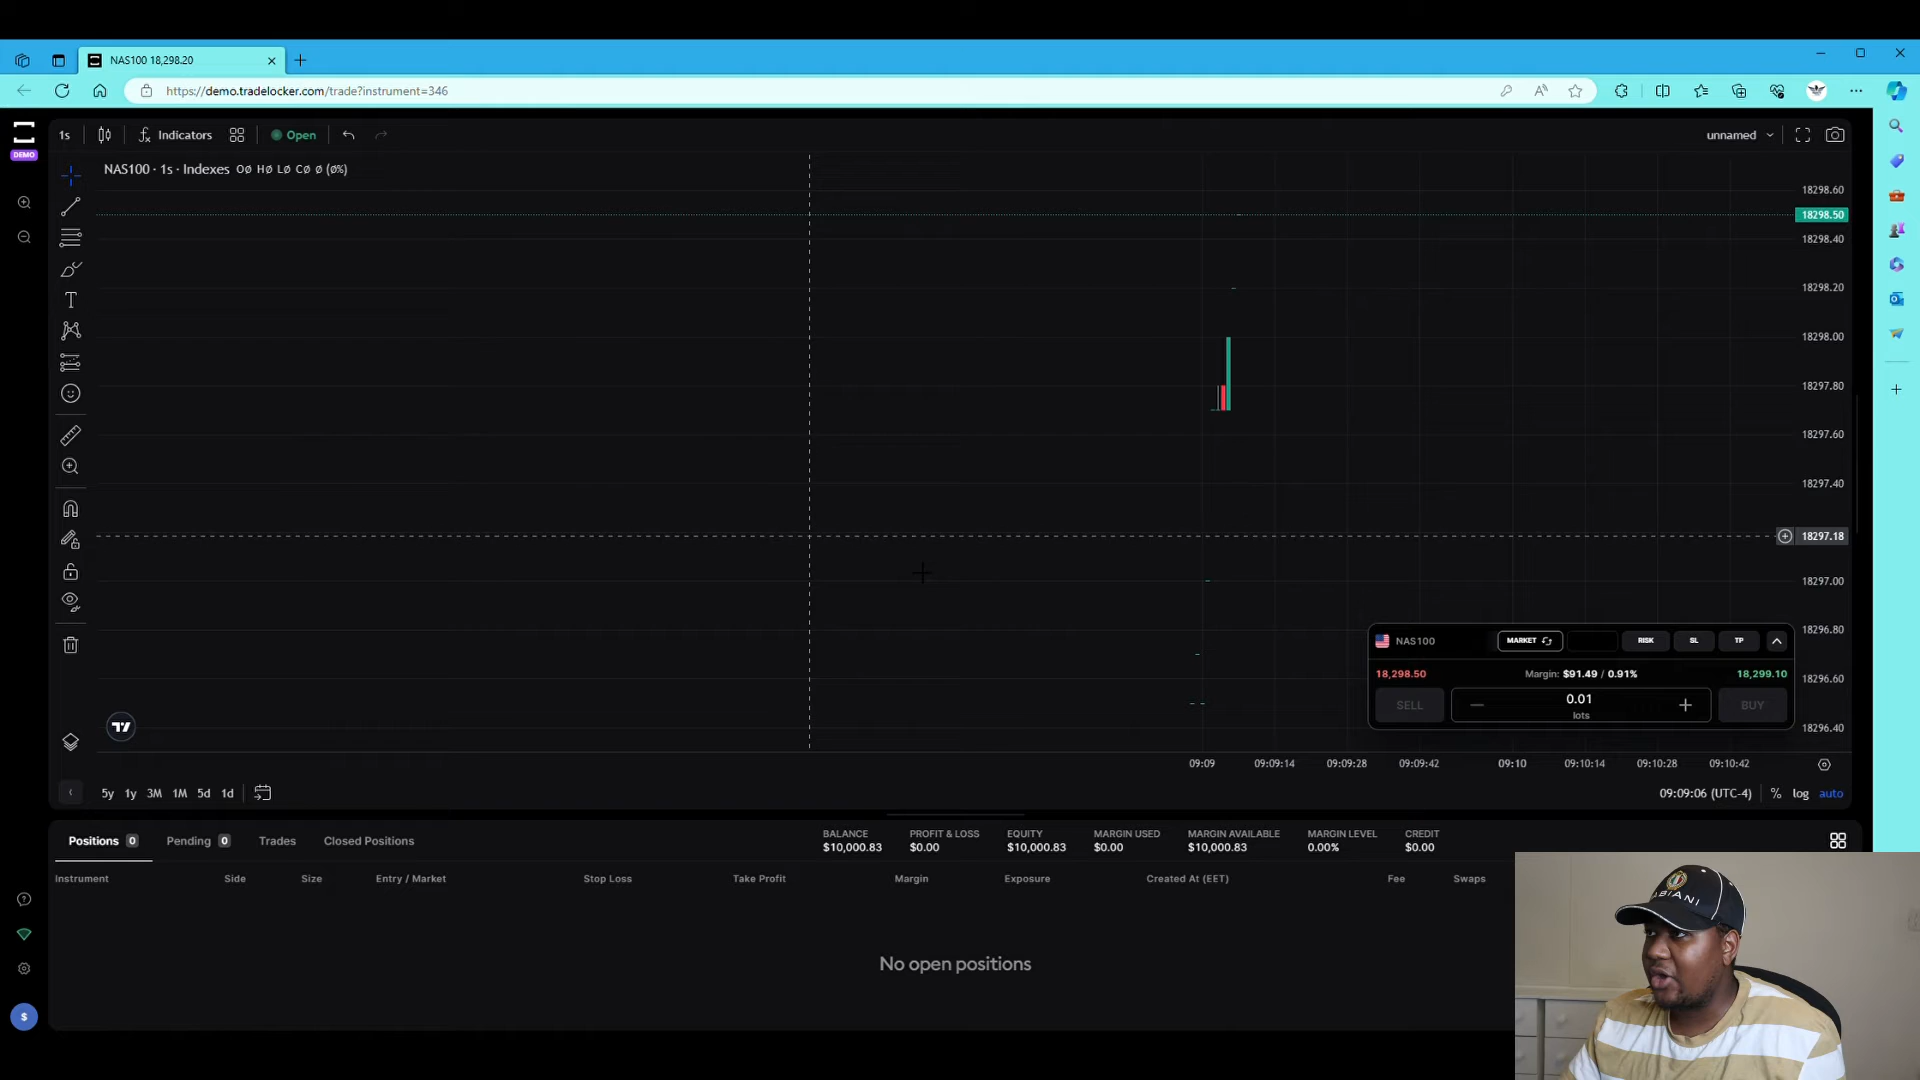 NAS100 18,298.20
https://demo.tradelocker.com/trade?instrument=346
DEMO
1s
Indicators
Open
unnamed
NAS100 · 1s · Indexes OØ HØ LØ CØ Ø (Ø%)
18298.60
18298.50
18298.40
18298.20
18298.00
18297.80
18297.60
18297.40
18297.18
18297.00
18296.80
18296.60
18296.40
NAS100 MARKET RISK SL TP
18,298.50 Margin: $91.49 / 0.91% 18,299.10
SELL 0.01 BUY
lots
09:09 09:09:14 09:09:28 09:09:42 09:10 09:10:14 09:10:28 09:10:42
5y 1y 3M 1M 5d 1d
09:09:06 (UTC-4) % log auto
Positions 0 Pending 0 Trades Closed Positions
BALANCE PROFIT & LOSS EQUITY MARGIN USED MARGIN AVAILABLE MARGIN LEVEL CREDIT
$10,000.83 $0.00 $10,000.83 $0.00 $10,000.83 0.00% $0.00
Instrument Side Size Entry / Market Stop Loss Take Profit Margin Exposure Created At (EET) Fee Swaps
No open positions
$